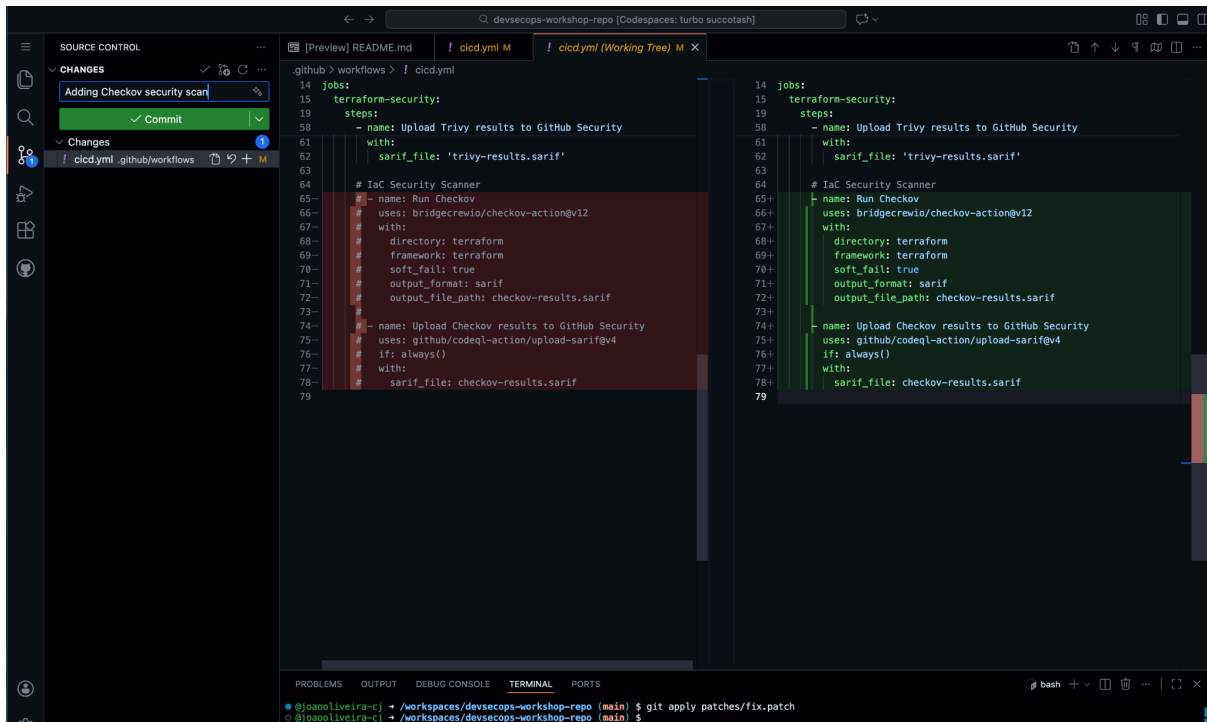 devsecops-workshop-repo [Codespaces: turbo succotash]
SOURCE CONTROL
CHANGES
Adding Checkov security scan
Commit
Changes
1
cicd.yml .github/workflows M
1
[Preview] README.md
! cicd.yml M
! cicd.yml (Working Tree) M
.github > workflows > ! cicd.yml
14 jobs:
15 terraform-security:
19 steps:
58 - name: Upload Trivy results to GitHub Security
61 with:
62 sarif_file: 'trivy-results.sarif'
63
64 # IaC Security Scanner
65− # - name: Run Checkov
66− # uses: bridgecrewio/checkov-action@v12
67− # with:
68− # directory: terraform
69− # framework: terraform
70− # soft_fail: true
71− # output_format: sarif
72− # output_file_path: checkov-results.sarif
73− #
74− # - name: Upload Checkov results to GitHub Security
75− # uses: github/codeql-action/upload-sarif@v4
76− # if: always()
77− # with:
78− # sarif_file: checkov-results.sarif
79
14 jobs:
15 terraform-security:
19 steps:
58 - name: Upload Trivy results to GitHub Security
61 with:
62 sarif_file: 'trivy-results.sarif'
63
64 # IaC Security Scanner
65+ - name: Run Checkov
66+ uses: bridgecrewio/checkov-action@v12
67+ with:
68+ directory: terraform
69+ framework: terraform
70+ soft_fail: true
71+ output_format: sarif
72+ output_file_path: checkov-results.sarif
73+
74+ - name: Upload Checkov results to GitHub Security
75+ uses: github/codeql-action/upload-sarif@v4
76+ if: always()
77+ with:
78+ sarif_file: checkov-results.sarif
79
PROBLEMS OUTPUT DEBUG CONSOLE TERMINAL PORTS
bash
@joaooliveira-cj → /workspaces/devsecops-workshop-repo (main) $ git apply patches/fix.patch
@joaooliveira-cj → /workspaces/devsecops-workshop-repo (main) $